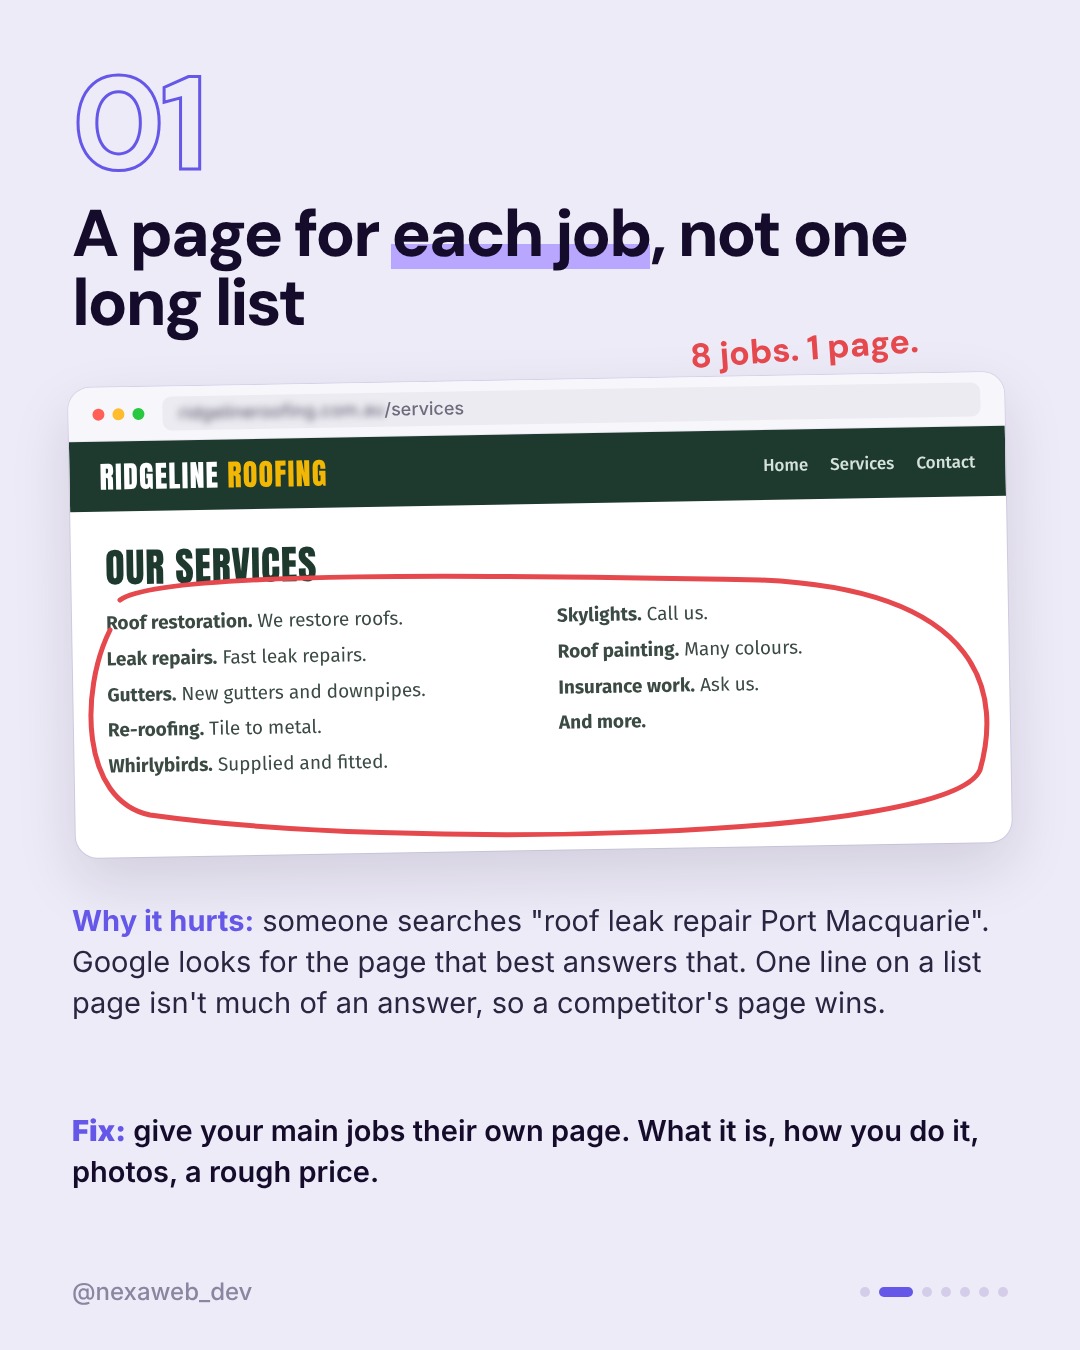 01
A page for each job, not one
long list
8 jobs. 1 page.
/services
RIDGELINE ROOFING
Home Services Contact
OUR SERVICES
Roof restoration. We restore roofs.
Leak repairs. Fast leak repairs.
Gutters. New gutters and downpipes.
Re-roofing. Tile to metal.
Whirlybirds. Supplied and fitted.
Skylights. Call us.
Roof painting. Many colours.
Insurance work. Ask us.
And more.
Why it hurts: someone searches "roof leak repair Port Macquarie".
Google looks for the page that best answers that. One line on a list
page isn't much of an answer, so a competitor's page wins.
Fix: give your main jobs their own page. What it is, how you do it,
photos, a rough price.
@nexaweb_dev